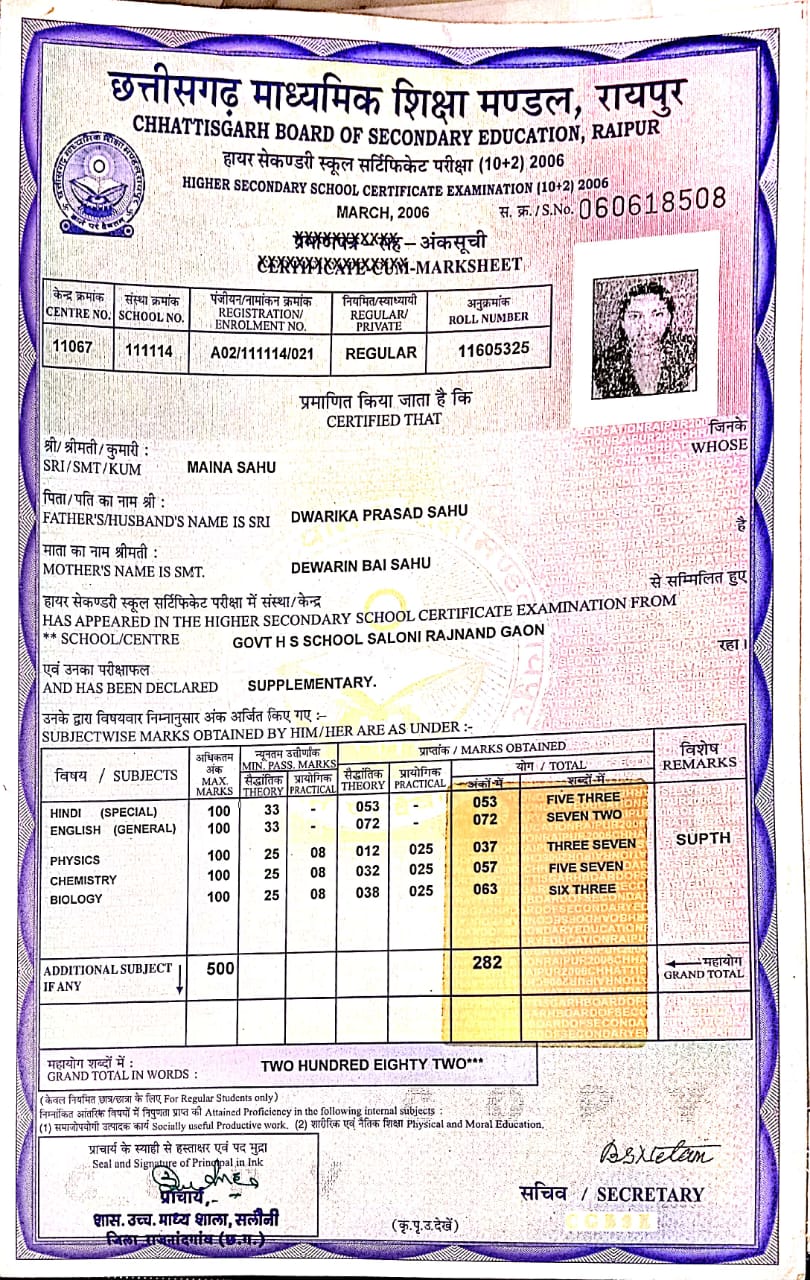 छत्तीसगढ़ माध्यमिक शिक्षा मण्डल, रायपुर
CHHATTISGARH BOARD OF SECONDARY EDUCATION, RAIPUR
हायर सेकण्डरी स्कूल सर्टिफिकेट परीक्षा (10+2) 2006
HIGHER SECONDARY SCHOOL CERTIFICATE EXAMINATION (10+2) 2006
MARCH, 2006 स. क्र./S.No. 060618508
प्रमाणपत्र सह – अंकसूची
CERTIFICATE-CUM-MARKSHEET
केन्द्र क्रमांक CENTRE NO. संस्था क्रमांक SCHOOL NO. पंजीयन/नामांकन क्रमांक REGISTRATION/ ENROLMENT NO. नियमित/स्वाध्यायी REGULAR/ PRIVATE अनुक्रमांक ROLL NUMBER
11067 111114 A02/111114/021 REGULAR 11605325
प्रमाणित किया जाता है कि
CERTIFIED THAT
जिनके
WHOSE
श्री/ श्रीमती/ कुमारी :
SRI/SMT/KUM MAINA SAHU
पिता/पति का नाम श्री :
FATHER'S/HUSBAND'S NAME IS SRI DWARIKA PRASAD SAHU
है
माता का नाम श्रीमती :
MOTHER'S NAME IS SMT. DEWARIN BAI SAHU
से सम्मिलित हुए
हायर सेकण्डरी स्कूल सर्टिफिकेट परीक्षा में संस्था/केन्द्र
HAS APPEARED IN THE HIGHER SECONDARY SCHOOL CERTIFICATE EXAMINATION FROM
** SCHOOL/CENTRE GOVT H S SCHOOL SALONI RAJNAND GAON
रहा।
एवं उनका परीक्षाफल
AND HAS BEEN DECLARED SUPPLEMENTARY.
उनके द्वारा विषयवार निम्नानुसार अंक अर्जित किए गए :-
SUBJECTWISE MARKS OBTAINED BY HIM/HER ARE AS UNDER :-
विषय / SUBJECTS अधिकतम अंक MAX. MARKS न्यूनतम उत्तीर्णांक MIN. PASS. MARKS प्राप्तांक / MARKS OBTAINED विशेष REMARKS
सैद्धांतिक THEORY प्रायोगिक PRACTICAL सैद्धांतिक THEORY प्रायोगिक PRACTICAL योग / TOTAL
अंकों में शब्दों में
HINDI (SPECIAL) 100 33 - 053 - 053 FIVE THREE
ENGLISH (GENERAL) 100 33 - 072 - 072 SEVEN TWO
SUPTH
PHYSICS 100 25 08 012 025 037 THREE SEVEN
CHEMISTRY 100 25 08 032 025 057 FIVE SEVEN
BIOLOGY 100 25 08 038 025 063 SIX THREE
ADDITIONAL SUBJECT IF ANY 500 282 महायोग GRAND TOTAL
महायोग शब्दों में :
GRAND TOTAL IN WORDS : TWO HUNDRED EIGHTY TWO***
(केवल नियमित छात्र/छात्रा के लिए For Regular Students only)
निम्नांकित आंतरिक विषयों में निपुणता प्राप्त की Attained Proficiency in the following internal subjects :
(1) समाजोपयोगी उत्पादक कार्य Socially useful Productive work. (2) शारीरिक एवं नैतिक शिक्षा Physical and Moral Education.
प्राचार्य के स्याही से हस्ताक्षर एवं पद मुद्रा
Seal and Signature of Principal in Ink
प्राचार्य,
शास. उच्च. माध्य शाला, सलौनी
जिला राजनांदगाँव (छ.ग.)
सचिव / SECRETARY
CGBSE
(कृ.पृ.उ.देखें)